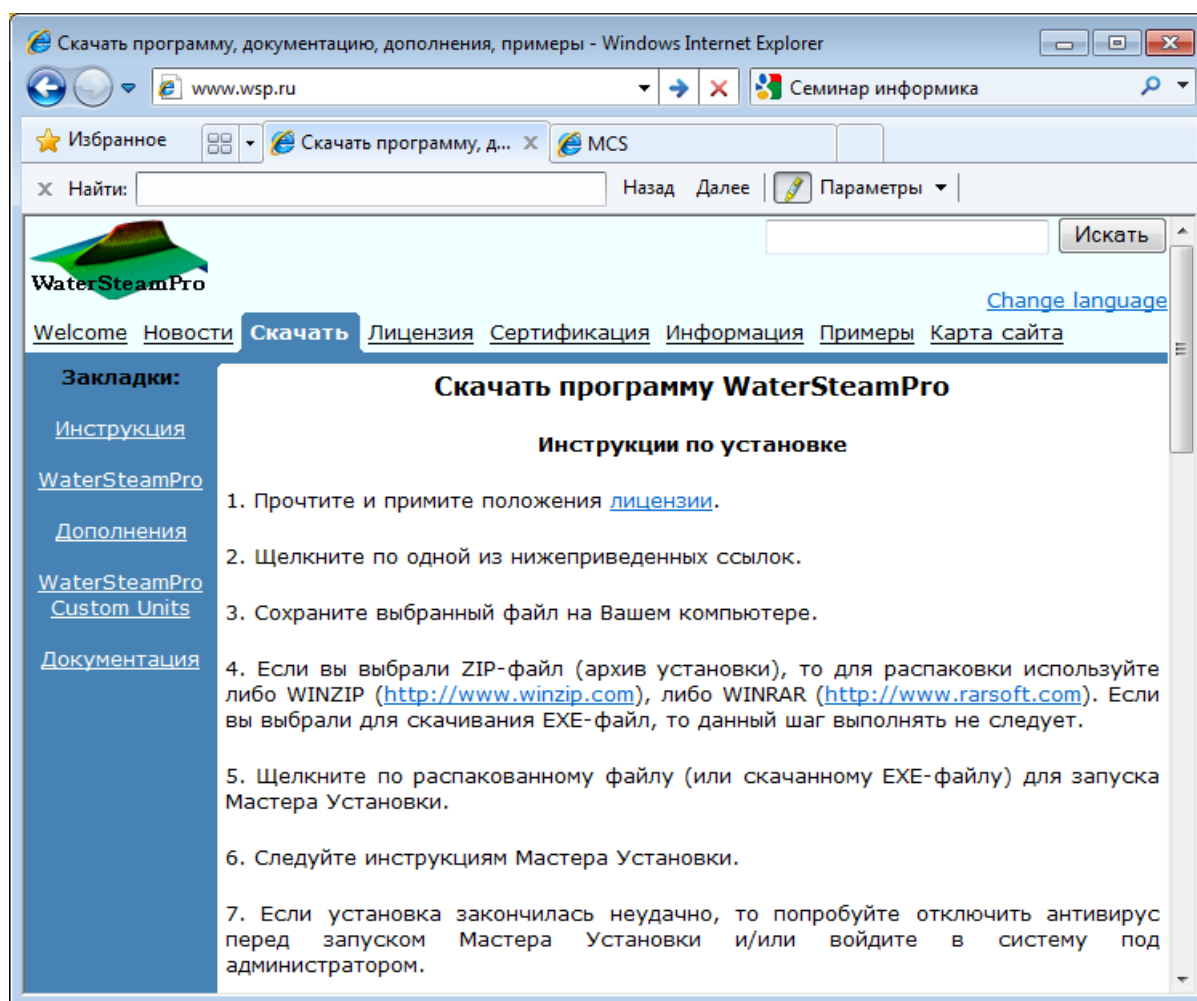 Скачать программу, документацию, дополнения, примеры - Windows Internet Explorer
www.wsp.ru
Семинар информика
Избранное
Скачать программу, д...
MCS
Найти:
Назад Далее
Параметры
WaterSteamPro
Искать
Change language
Welcome Новости Скачать Лицензия Сертификация Информация Примеры Карта сайта
Закладки:
Инструкция
WaterSteamPro
Дополнения
WaterSteamPro
Custom Units
Документация
Скачать программу WaterSteamPro
Инструкции по установке
1. Прочтите и примите положения лицензии.
2. Щелкните по одной из нижеприведенных ссылок.
3. Сохраните выбранный файл на Вашем компьютере.
4. Если вы выбрали ZIP-файл (архив установки), то для распаковки используйте
либо WINZIP (http://www.winzip.com), либо WINRAR (http://www.rarsoft.com). Если
вы выбрали для скачивания EXE-файл, то данный шаг выполнять не следует.
5. Щелкните по распакованному файлу (или скачанному EXE-файлу) для запуска
Мастера Установки.
6. Следуйте инструкциям Мастера Установки.
7. Если установка закончилась неудачно, то попробуйте отключить антивирус
перед запуском Мастера Установки и/или войдите в систему под
администратором.